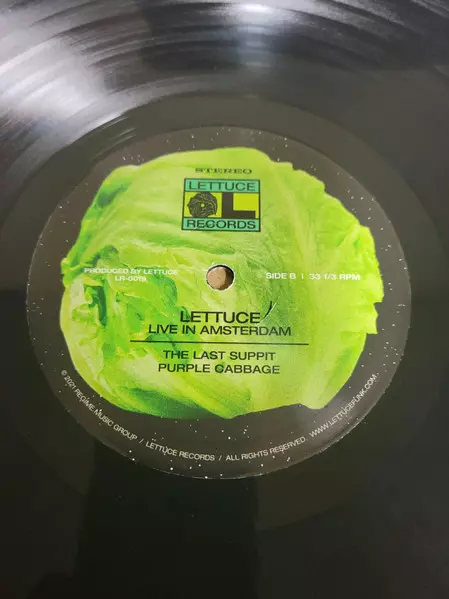 STEREO
LETTUCE
L
RECORDS
PRODUCED BY LETTUCE
SIDE B | 33 1/3 RPM
LETTUCE
LIVE IN AMSTERDAM
THE LAST SUPPIT
PURPLE CABBAGE
© 2021 REGIME MUSIC GROUP / LETTUCE RECORDS / ALL RIGHTS RESERVED WWW.LETTUCEFUNK.COM